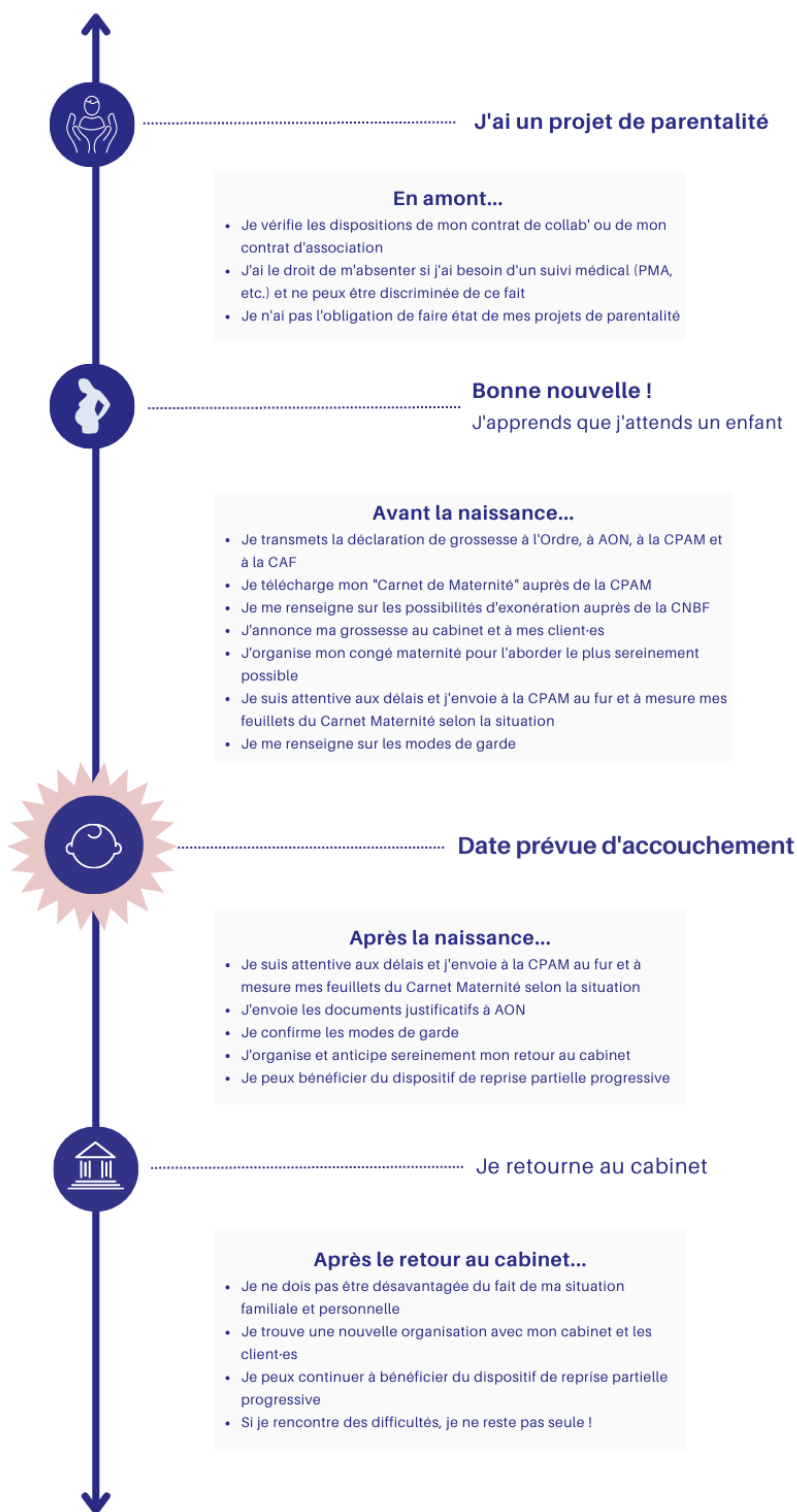 J'ai un projet de parentalité
En amont...
• Je vérifie les dispositions de mon contrat de collab' ou de mon
contrat d'association
• J'ai le droit de m'absenter si j'ai besoin d'un suivi médical (PMA,
etc.) et ne peux être discriminée de ce fait
• Je n'ai pas l'obligation de faire état de mes projets de parentalité
Bonne nouvelle !
J'apprends que j'attends un enfant
Avant la naissance...
• Je transmets la déclaration de grossesse à l'Ordre, à AON, à la CPAM et
à la CAF
• Je télécharge mon "Carnet de Maternité" auprès de la CPAM
• Je me renseigne sur les possibilités d'exonération auprès de la CNBF
• J'annonce ma grossesse au cabinet et à mes client·es
• J'organise mon congé maternité pour l'aborder le plus sereinement
possible
• Je suis attentive aux délais et j'envoie à la CPAM au fur et à mesure mes
feuillets du Carnet Maternité selon la situation
• Je me renseigne sur les modes de garde
Date prévue d'accouchement
Après la naissance...
• Je suis attentive aux délais et j'envoie à la CPAM au fur et à
mesure mes feuillets du Carnet Maternité selon la situation
• J'envoie les documents justificatifs à AON
• Je confirme les modes de garde
• J'organise et anticipe sereinement mon retour au cabinet
• Je peux bénéficier du dispositif de reprise partielle progressive
Je retourne au cabinet
Après le retour au cabinet...
• Je ne dois pas être désavantagée du fait de ma situation
familiale et personnelle
• Je trouve une nouvelle organisation avec mon cabinet et les
client·es
• Je peux continuer à bénéficier du dispositif de reprise partielle
progressive
• Si je rencontre des difficultés, je ne reste pas seule !